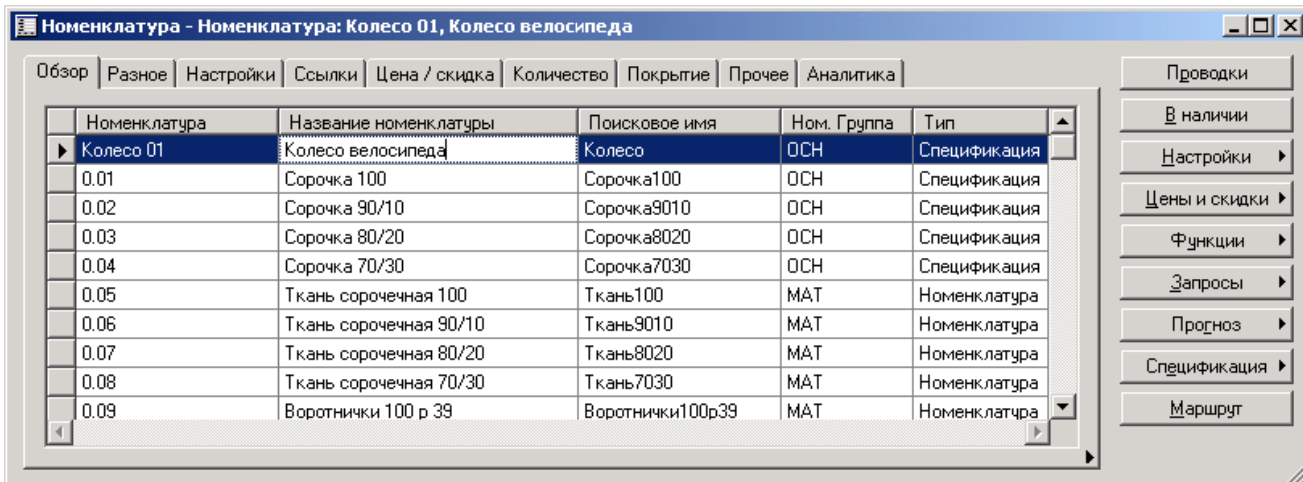 Номенклатура - Номенклатура: Колесо 01, Колесо велосипеда
Обзор Разное Настройки Ссылки Цена / скидка Количество Покрытие Прочее Аналитика
Номенклатура Название номенклатуры Поисковое имя Ном. Группа Тип
Колесо 01 Колесо велосипеда Колесо ОСН Спецификация
0.01 Сорочка 100 Сорочка100 ОСН Спецификация
0.02 Сорочка 90/10 Сорочка9010 ОСН Спецификация
0.03 Сорочка 80/20 Сорочка8020 ОСН Спецификация
0.04 Сорочка 70/30 Сорочка7030 ОСН Спецификация
0.05 Ткань сорочечная 100 Ткань100 МАТ Номенклатура
0.06 Ткань сорочечная 90/10 Ткань9010 МАТ Номенклатура
0.07 Ткань сорочечная 80/20 Ткань8020 МАТ Номенклатура
0.08 Ткань сорочечная 70/30 Ткань7030 МАТ Номенклатура
0.09 Воротнички 100 р 39 Воротнички100р39 МАТ Номенклатура
Проводки
В наличии
Настройки
Цены и скидки
Функции
Запросы
Прогноз
Спецификация
Маршрут